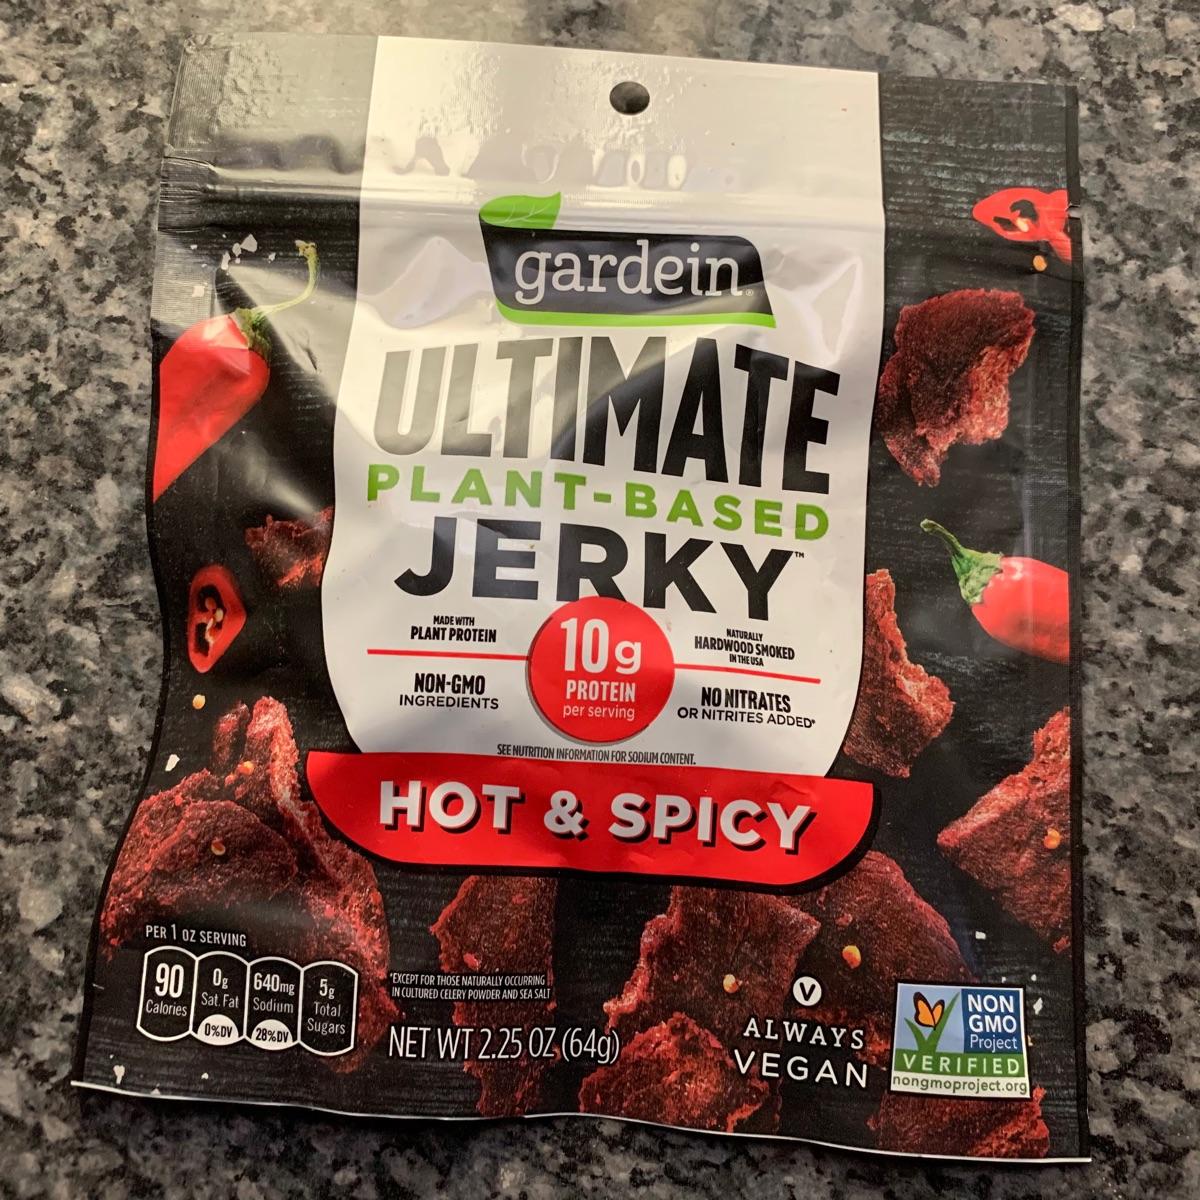 gardein®
ULTIMATE
PLANT-BASED
JERKY™
MADE WITH
PLANT PROTEIN
NON-GMO
INGREDIENTS
10g
PROTEIN
per serving
NATURALLY
HARDWOOD SMOKED
IN THE USA
NO NITRATES
OR NITRITES ADDED*
SEE NUTRITION INFORMATION FOR SODIUM CONTENT.
HOT & SPICY
PER 1 OZ SERVING
90
Calories
0g
Sat. Fat
0%DV
640mg
Sodium
28%DV
5g
Total
Sugars
*EXCEPT FOR THOSE NATURALLY OCCURRING
IN CULTURED CELERY POWDER AND SEA SALT
NET WT 2.25 OZ (64g)
V
ALWAYS
VEGAN
NON
GMO
Project
VERIFIED
nongmoproject.org